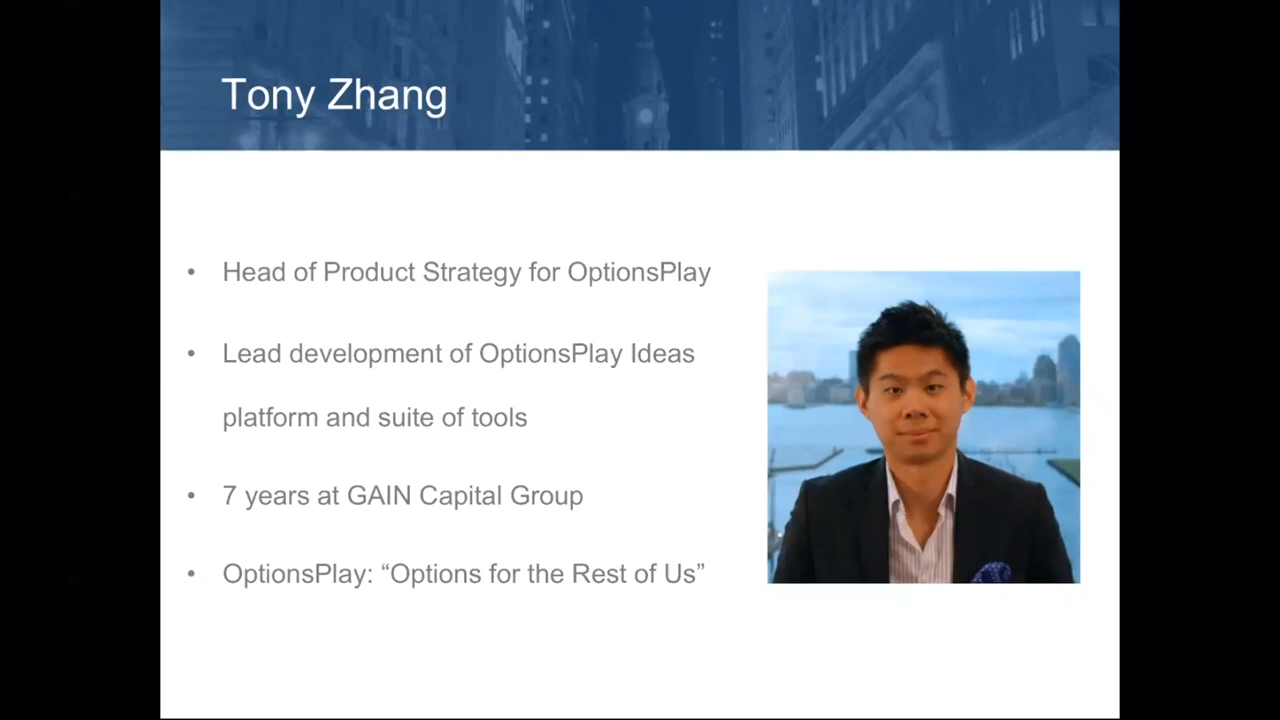 Tony Zhang
• Head of Product Strategy for OptionsPlay
• Lead development of OptionsPlay Ideas
platform and suite of tools
• 7 years at GAIN Capital Group
• OptionsPlay: “Options for the Rest of Us”